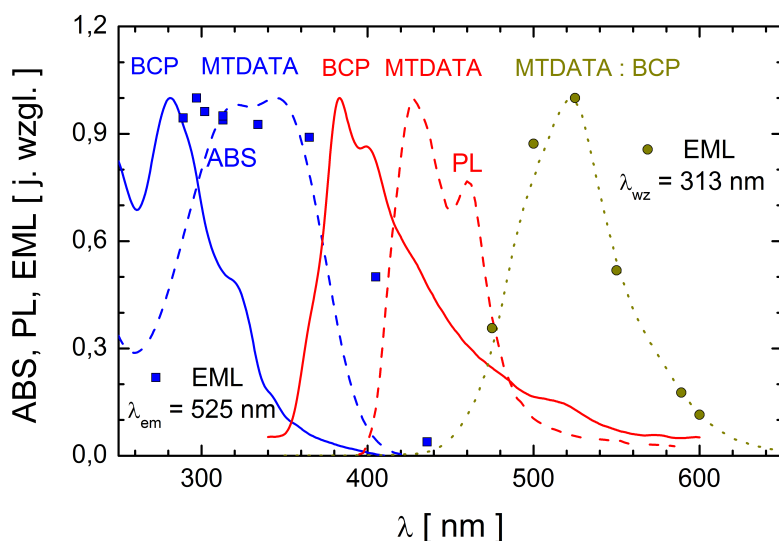 1,2
0,9
0,6
0,3
0,0
ABS, PL, EML [ j. wzgl. ]
BCP MTDATA BCP MTDATA MTDATA : BCP
ABS
PL
EML
λwz = 313 nm
EML
λem = 525 nm
300 400 500 600
λ [ nm ]